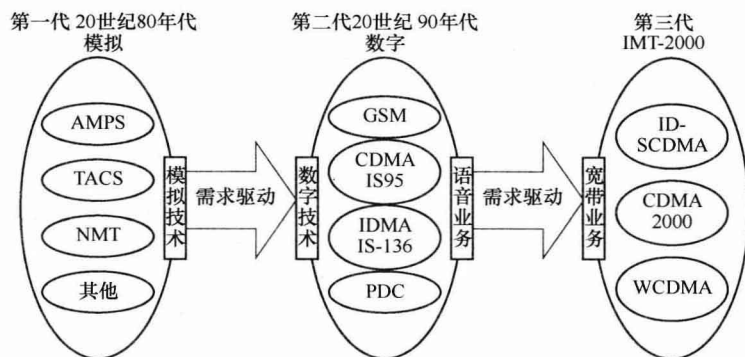 第一代 20世纪80年代
模拟
AMPS
TACS
NMT
其他
模拟技术
需求驱动
第二代20世纪 90年代
数字
数字技术
GSM
CDMA
IS95
IDMA
IS-136
PDC
语音业务
需求驱动
第三代
IMT-2000
宽带业务
ID-
SCDMA
CDMA
2000
WCDMA